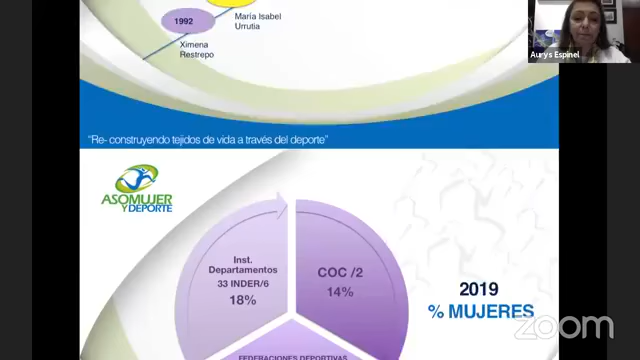 1992
María Isabel
Urrutia
Ximena
Restrepo
Aurys Espinel
"Re- construyendo tejidos de vida a través del deporte"
ASOMUJER
Y DEPORTE
Inst.
Departamentos
33 INDER/6
18%
COC /2
14%
2019
% MUJERES
FEDERACIONES DEPORTIVAS
zoom